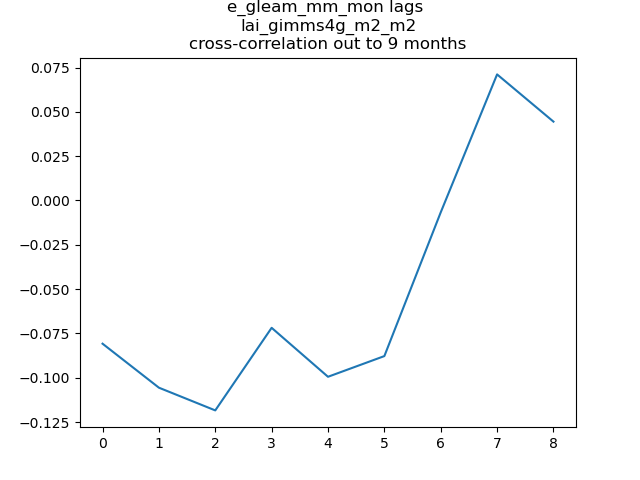 e_gleam_mm_mon lags
lai_gimms4g_m2_m2
cross-correlation out to 9 months
0.075
0.050
0.025
0.000
−0.025
−0.050
−0.075
−0.100
−0.125
0 1 2 3 4 5 6 7 8